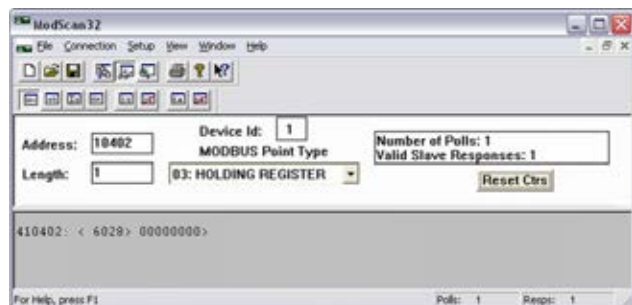 ModScan32
File Connection Setup View Window Help
Address: 10402
Device Id: 1
MODBUS Point Type
Length: 1
03: HOLDING REGISTER
Number of Polls: 1
Valid Slave Responses: 1
Reset Ctrs
410402: < 6028> 00000000>
For Help, press F1
Polls: 1
Resps: 1